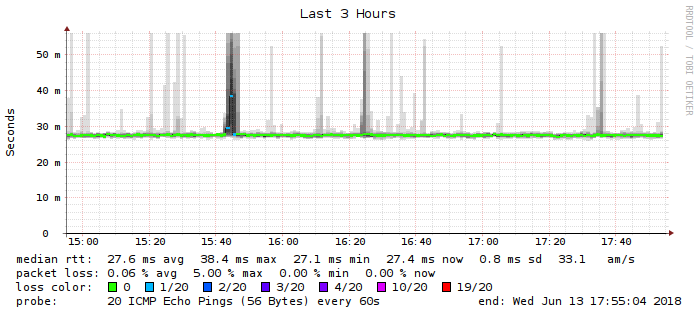 Last 3 Hours
RRDTOOL / TOBI OETIKER
Seconds
50 m
40 m
30 m
20 m
10 m
0
15:00 15:20 15:40 16:00 16:20 16:40 17:00 17:20 17:40
median rtt: 27.6 ms avg 38.4 ms max 27.1 ms min 27.4 ms now 0.8 ms sd 33.1 am/s
packet loss: 0.06 % avg 5.00 % max 0.00 % min 0.00 % now
loss color: 0 1/20 2/20 3/20 4/20 10/20 19/20
probe: 20 ICMP Echo Pings (56 Bytes) every 60s end: Wed Jun 13 17:55:04 2018